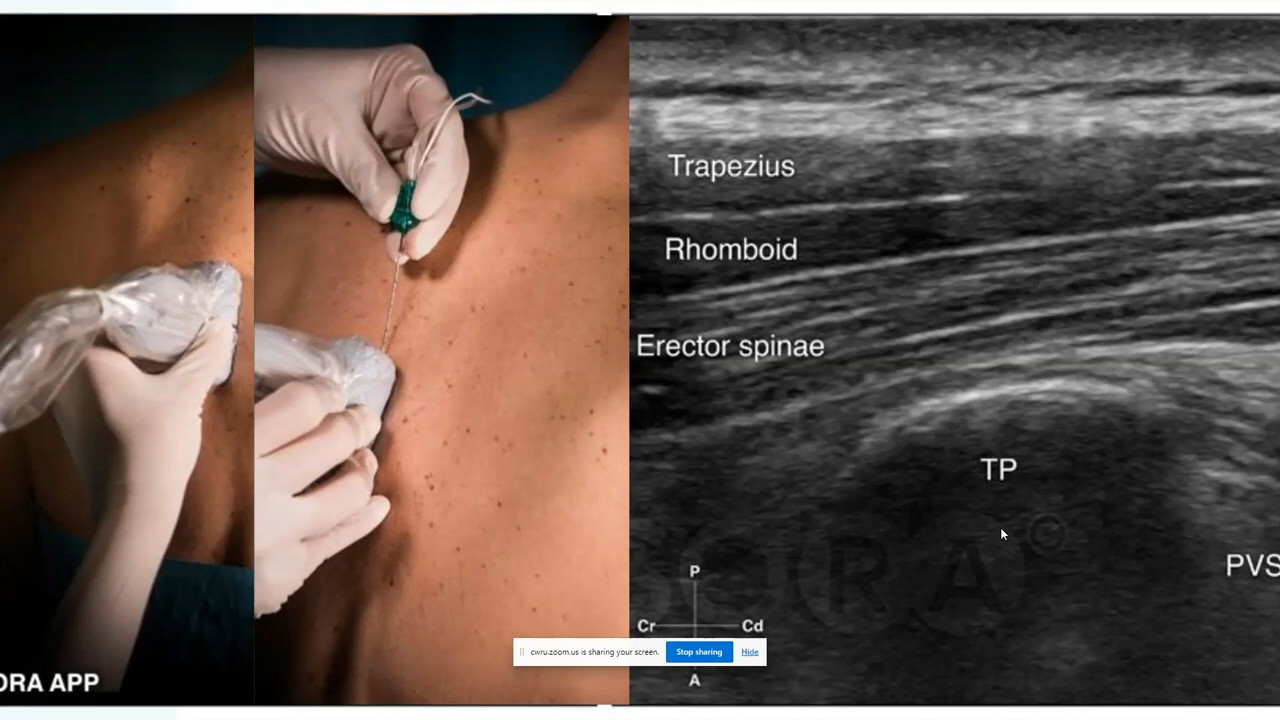 Trapezius
Rhomboid
Erector spinae
TP
PVS
P
Cr
Cd
A
cwru.zoom.us is sharing your screen. Stop sharing Hide
ORA APP